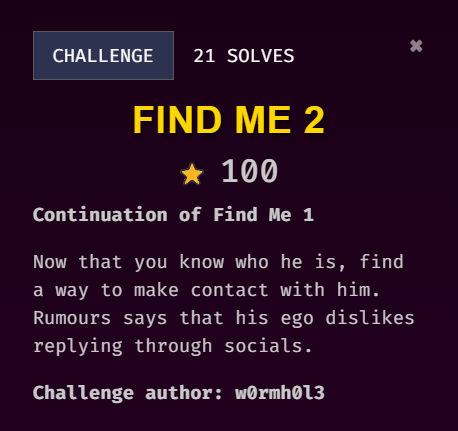 CHALLENGE 21 SOLVES ✖
FIND ME 2
⭐ 100
Continuation of Find Me 1
Now that you know who he is, find
a way to make contact with him.
Rumours says that his ego dislikes
replying through socials.
Challenge author: w0rmh0l3